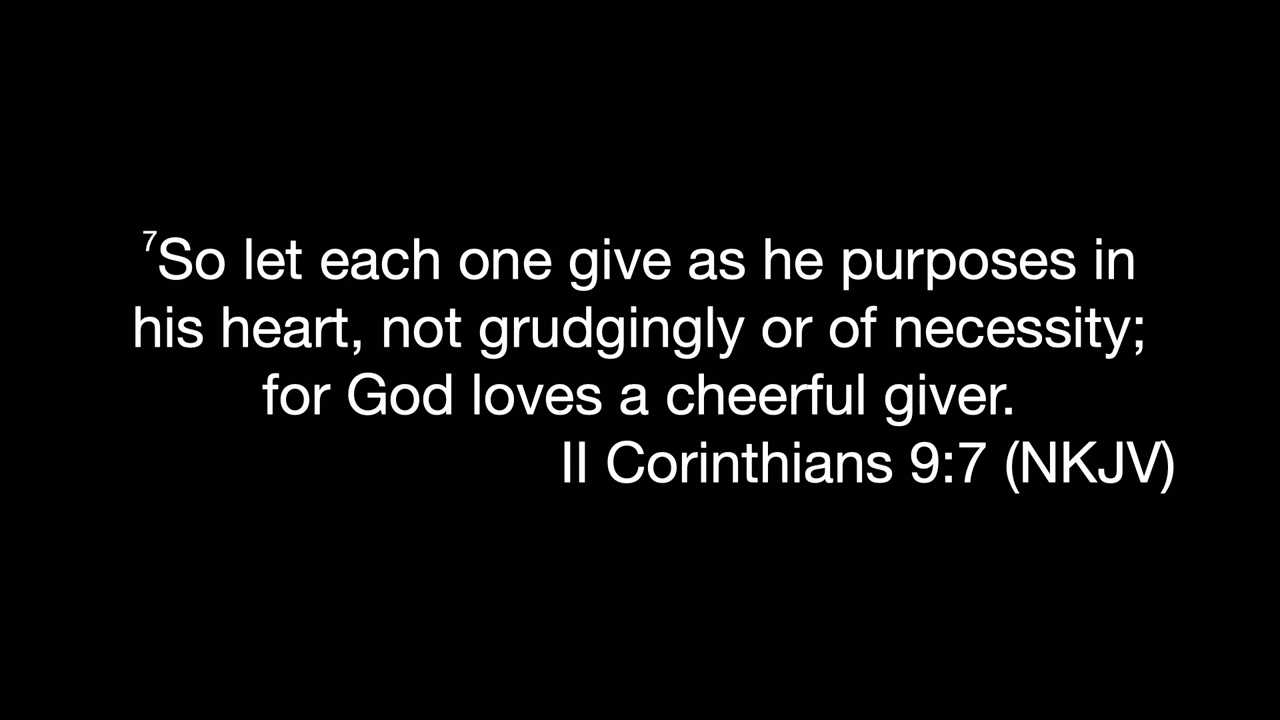 ⁷So let each one give as he purposes in
his heart, not grudgingly or of necessity;
for God loves a cheerful giver.
II Corinthians 9:7 (NKJV)